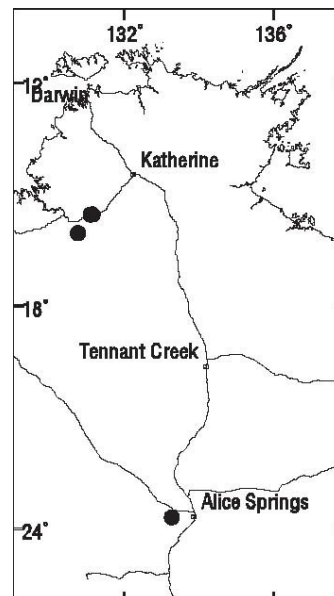 132° 136°
12°
Darwin
Katherine
18°
Tennant Creek
Alice Springs
24°